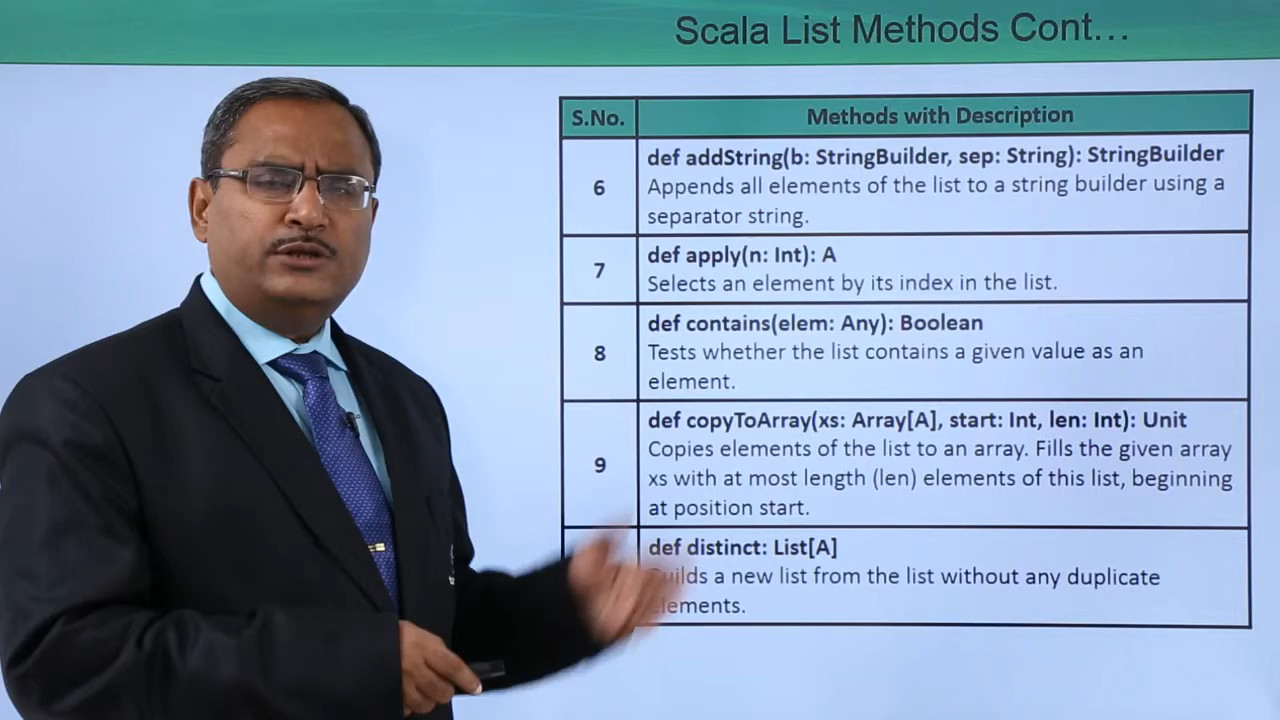 Scala List Methods Cont...
S.No. Methods with Description
6
def addString(b: StringBuilder, sep: String): StringBuilder
Appends all elements of the list to a string builder using a
separator string.
7
def apply(n: Int): A
Selects an element by its index in the list.
8
def contains(elem: Any): Boolean
Tests whether the list contains a given value as an
element.
9
def copyToArray(xs: Array[A], start: Int, len: Int): Unit
Copies elements of the list to an array. Fills the given array
xs with at most length (len) elements of this list, beginning
at position start.
def distinct: List[A]
a new list from the list without any duplicate